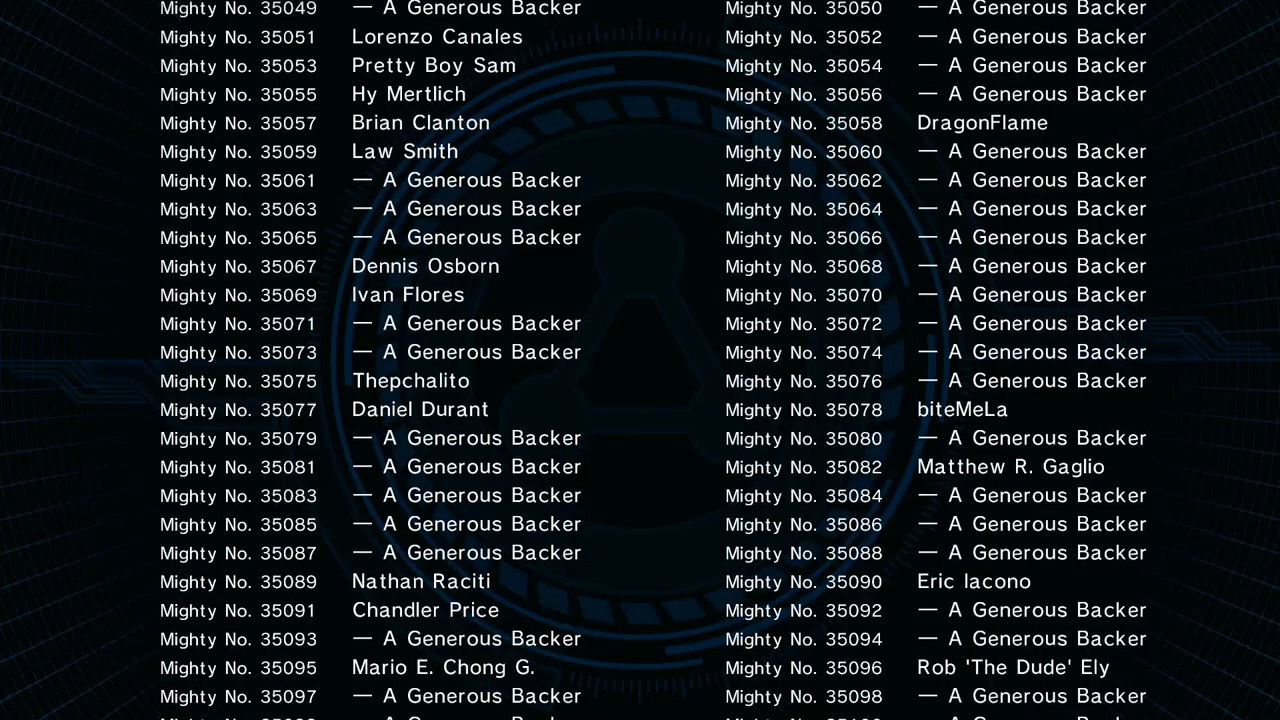 Mighty No. 35049 — A Generous Backer Mighty No. 35050 — A Generous Backer
Mighty No. 35051 Lorenzo Canales Mighty No. 35052 — A Generous Backer
Mighty No. 35053 Pretty Boy Sam Mighty No. 35054 — A Generous Backer
Mighty No. 35055 Hy Mertlich Mighty No. 35056 — A Generous Backer
Mighty No. 35057 Brian Clanton Mighty No. 35058 DragonFlame
Mighty No. 35059 Law Smith Mighty No. 35060 — A Generous Backer
Mighty No. 35061 — A Generous Backer Mighty No. 35062 — A Generous Backer
Mighty No. 35063 — A Generous Backer Mighty No. 35064 — A Generous Backer
Mighty No. 35065 — A Generous Backer Mighty No. 35066 — A Generous Backer
Mighty No. 35067 Dennis Osborn Mighty No. 35068 — A Generous Backer
Mighty No. 35069 Ivan Flores Mighty No. 35070 — A Generous Backer
Mighty No. 35071 — A Generous Backer Mighty No. 35072 — A Generous Backer
Mighty No. 35073 — A Generous Backer Mighty No. 35074 — A Generous Backer
Mighty No. 35075 Thepchalito Mighty No. 35076 — A Generous Backer
Mighty No. 35077 Daniel Durant Mighty No. 35078 biteMeLa
Mighty No. 35079 — A Generous Backer Mighty No. 35080 — A Generous Backer
Mighty No. 35081 — A Generous Backer Mighty No. 35082 Matthew R. Gaglio
Mighty No. 35083 — A Generous Backer Mighty No. 35084 — A Generous Backer
Mighty No. 35085 — A Generous Backer Mighty No. 35086 — A Generous Backer
Mighty No. 35087 — A Generous Backer Mighty No. 35088 — A Generous Backer
Mighty No. 35089 Nathan Raciti Mighty No. 35090 Eric Iacono
Mighty No. 35091 Chandler Price Mighty No. 35092 — A Generous Backer
Mighty No. 35093 — A Generous Backer Mighty No. 35094 — A Generous Backer
Mighty No. 35095 Mario E. Chong G. Mighty No. 35096 Rob 'The Dude' Ely
Mighty No. 35097 — A Generous Backer Mighty No. 35098 — A Generous Backer